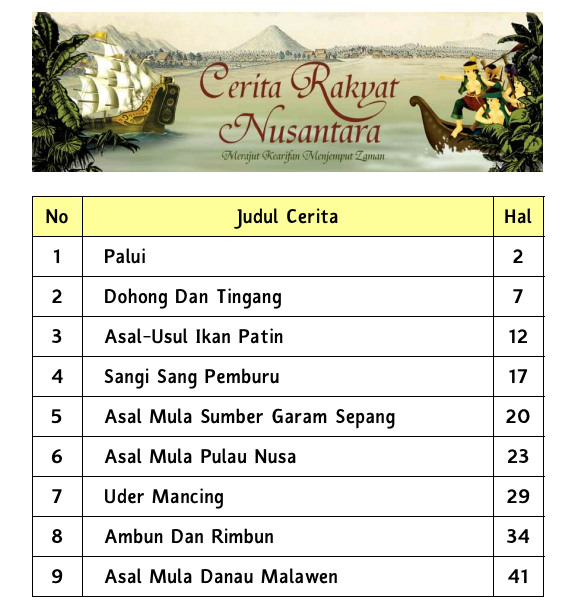 Cerita Rakyat
Nusantara
Merajut Kearifan Menjemput Zaman
No Judul Cerita Hal
1 Palui 2
2 Dohong Dan Tingang 7
3 Asal-Usul Ikan Patin 12
4 Sangi Sang Pemburu 17
5 Asal Mula Sumber Garam Sepang 20
6 Asal Mula Pulau Nusa 23
7 Uder Mancing 29
8 Ambun Dan Rimbun 34
9 Asal Mula Danau Malawen 41